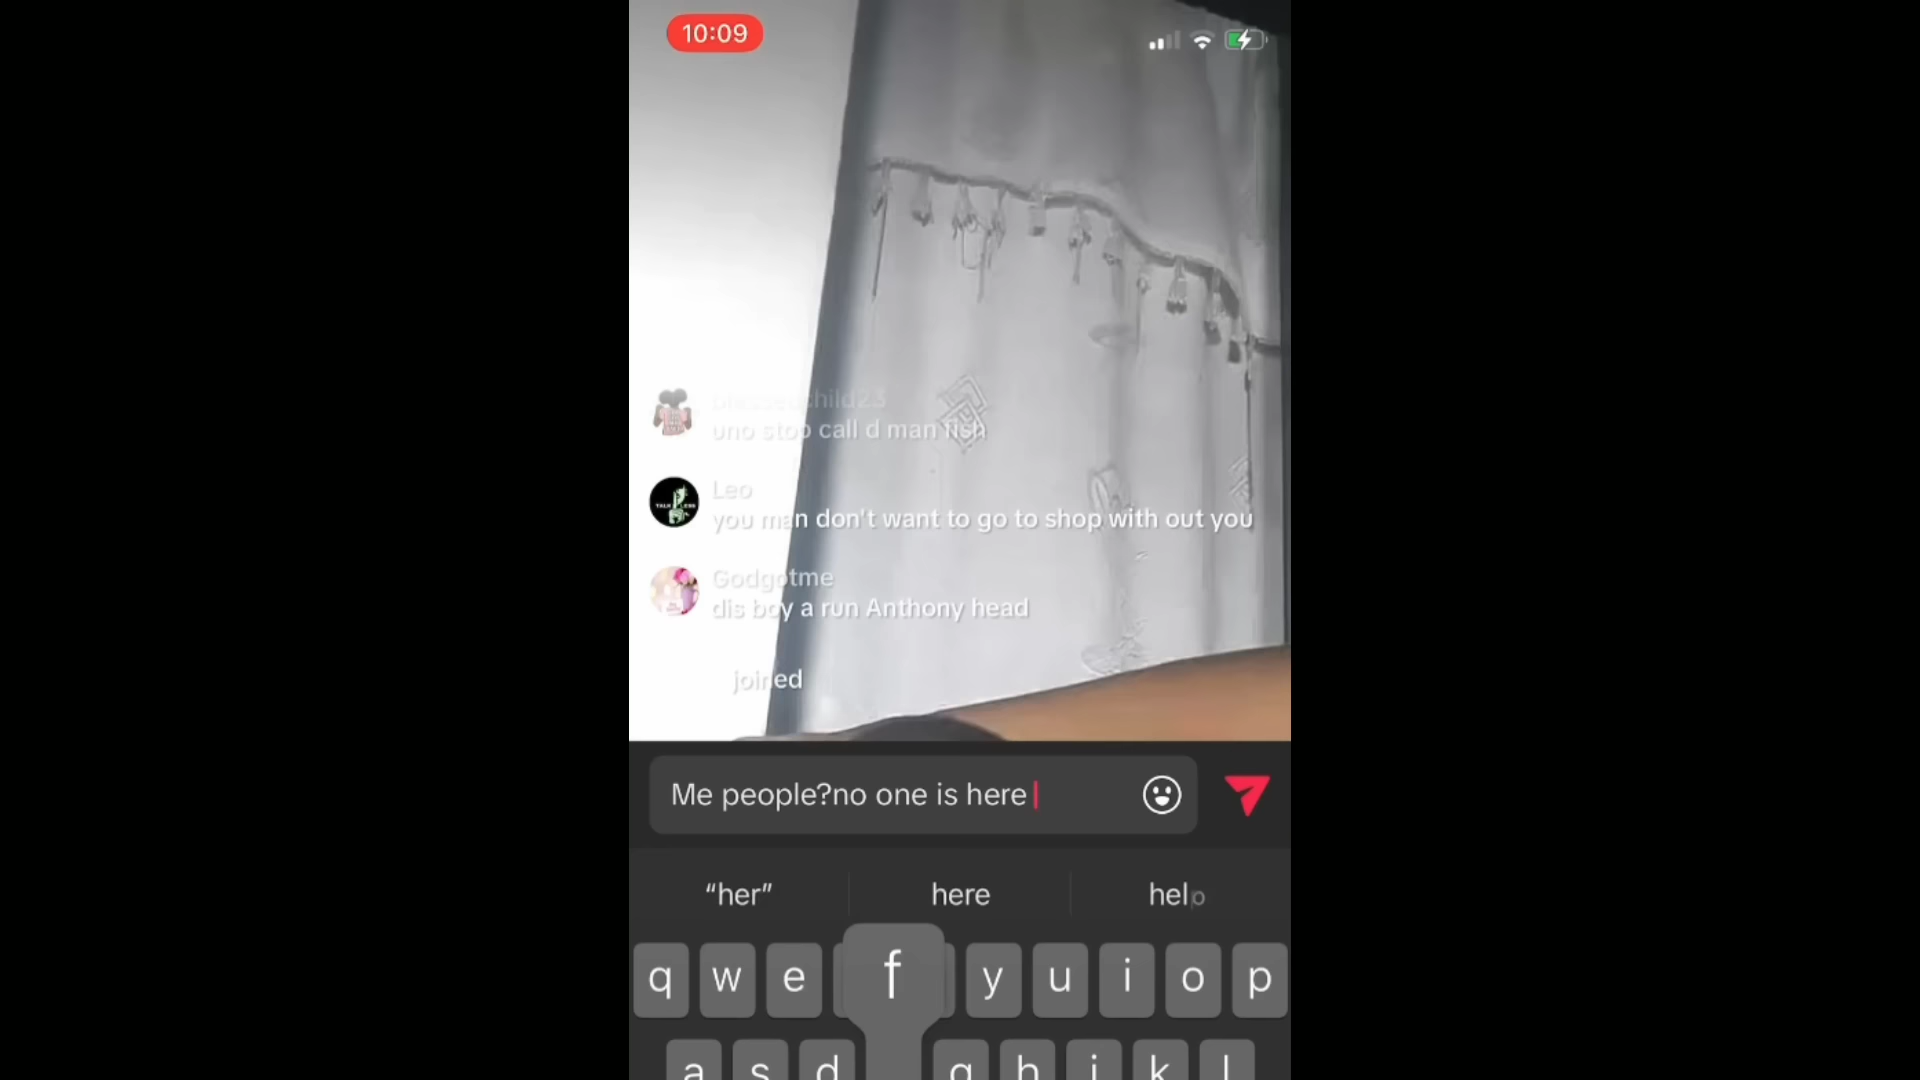 10:09
uno stop call d man fish
Leo
you man don't want to go to shop with out you
Godgotme
dis boy a run Anthony head
joined
Me people?no one is here
“her” here help
q w e f y u i o p
a s d g h j k l